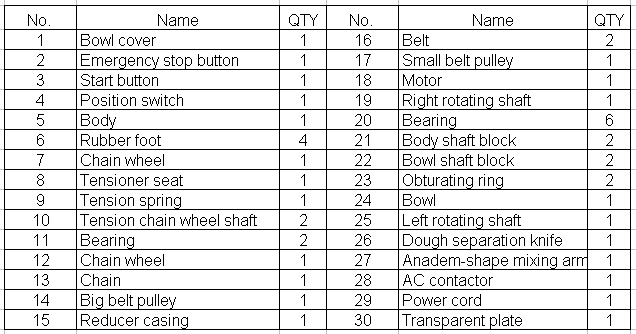 No. Name QTY No. Name QTY
1 Bowl cover 1 16 Belt 2
2 Emergency stop button 1 17 Small belt pulley 1
3 Start button 1 18 Motor 1
4 Position switch 1 19 Right rotating shaft 1
5 Body 1 20 Bearing 6
6 Rubber foot 4 21 Body shaft block 2
7 Chain wheel 1 22 Bowl shaft block 2
8 Tensioner seat 1 23 Obturating ring 2
9 Tension spring 1 24 Bowl 1
10 Tension chain wheel shaft 2 25 Left rotating shaft 1
11 Bearing 2 26 Dough separation knife 1
12 Chain wheel 1 27 Anadem-shape mixing arm 1
13 Chain 1 28 AC contactor 1
14 Big belt pulley 1 29 Power cord 1
15 Reducer casing 1 30 Transparent plate 1